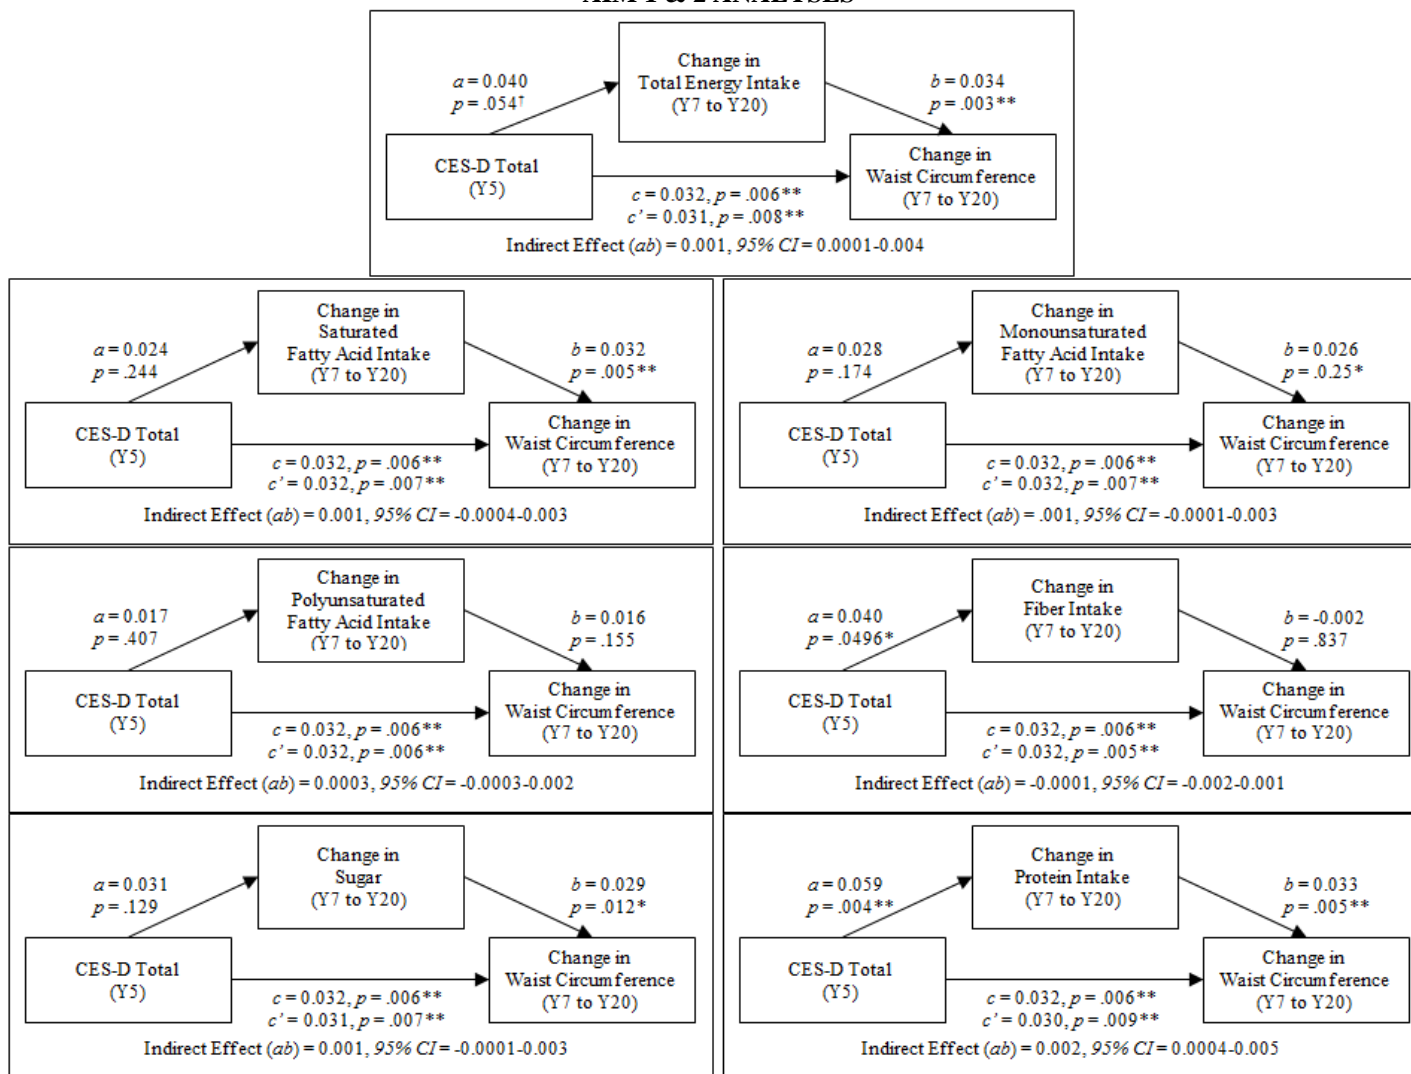 AIM 1 & 2 ANALYSES
Change in
Total Energy Intake
(Y7 to Y20)
a = 0.040
p = .054†
b = 0.034
p = .003**
CES-D Total
(Y5)
Change in
Waist Circumference
(Y7 to Y20)
c = 0.032, p = .006**
c’ = 0.031, p = .008**
Indirect Effect (ab) = 0.001, 95% CI = 0.0001-0.004
Change in
Saturated
Fatty Acid Intake
(Y7 to Y20)
a = 0.024
p = .244
b = 0.032
p = .005**
CES-D Total
(Y5)
Change in
Waist Circumference
(Y7 to Y20)
c = 0.032, p = .006**
c’ = 0.032, p = .007**
Indirect Effect (ab) = 0.001, 95% CI = -0.0004-0.003
Change in
Monounsaturated
Fatty Acid Intake
(Y7 to Y20)
a = 0.028
p = .174
b = 0.026
p = .0.25*
CES-D Total
(Y5)
Change in
Waist Circumference
(Y7 to Y20)
c = 0.032, p = .006**
c’ = 0.032, p = .007**
Indirect Effect (ab) = .001, 95% CI = -0.0001-0.003
Change in
Polyunsaturated
Fatty Acid Intake
(Y7 to Y20)
a = 0.017
p = .407
b = 0.016
p = .155
CES-D Total
(Y5)
Change in
Waist Circumference
(Y7 to Y20)
c = 0.032, p = .006**
c’ = 0.032, p = .006**
Indirect Effect (ab) = 0.0003, 95% CI = -0.0003-0.002
Change in
Fiber Intake
(Y7 to Y20)
a = 0.040
p = .0496*
b = -0.002
p = .837
CES-D Total
(Y5)
Change in
Waist Circumference
(Y7 to Y20)
c = 0.032, p = .006**
c’ = 0.032, p = .005**
Indirect Effect (ab) = -0.0001, 95% CI = -0.002-0.001
Change in
Sugar
(Y7 to Y20)
a = 0.031
p = .129
b = 0.029
p = .012*
CES-D Total
(Y5)
Change in
Waist Circumference
(Y7 to Y20)
c = 0.032, p = .006**
c’ = 0.031, p = .007**
Indirect Effect (ab) = 0.001, 95% CI = -0.0001-0.003
Change in
Protein Intake
(Y7 to Y20)
a = 0.059
p = .004**
b = 0.033
p = .005**
CES-D Total
(Y5)
Change in
Waist Circumference
(Y7 to Y20)
c = 0.032, p = .006**
c’ = 0.030, p = .009**
Indirect Effect (ab) = 0.002, 95% CI = 0.0004-0.005